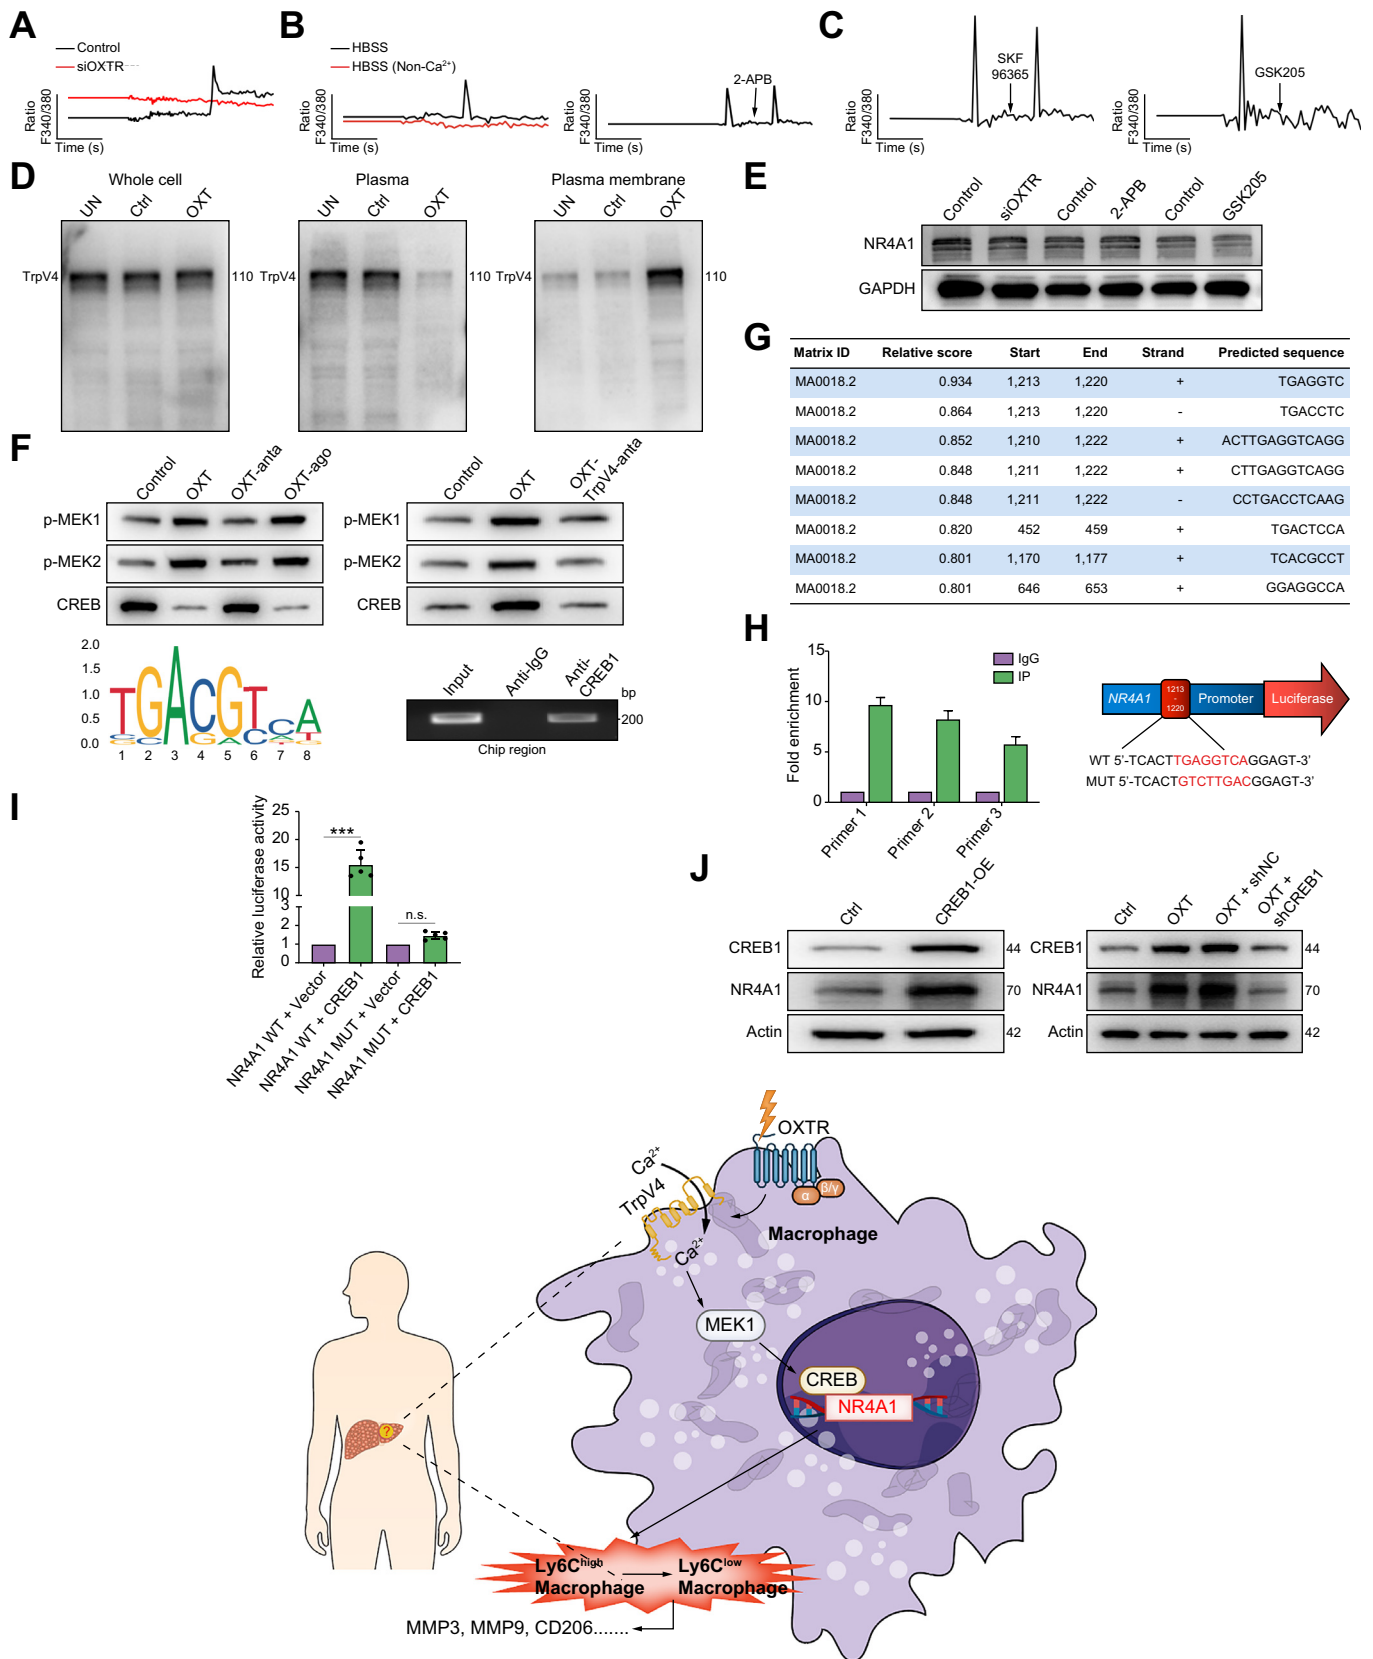 A
Control
siOXTR
Ratio
F340/380
Time (s)
B
HBSS
HBSS (Non-Ca²⁺)
Ratio
F340/380
Time (s)
2-APB
Ratio
F340/380
Time (s)
C
SKF
96365
Ratio
F340/380
Time (s)
GSK205
Ratio
F340/380
Time (s)
D
Whole cell
UN Ctrl OXT
TrpV4 110
Plasma
UN Ctrl OXT
TrpV4 110
Plasma membrane
UN Ctrl OXT
TrpV4 110
E
Control siOXTR Control 2-APB Control GSK205
NR4A1
GAPDH
F
Control OXT OXT-anta OXT-ago
p-MEK1
p-MEK2
CREB
Control OXT OXT-TrpV4-anta
p-MEK1
p-MEK2
CREB
2.0
1.5
1.0
0.5
0.0
TGACGTCA
1 2 3 4 5 6 7 8
Input Anti-IgG Anti-CREB1
bp
200
Chip region
G
Matrix ID Relative score Start End Strand Predicted sequence
MA0018.2 0.934 1,213 1,220 + TGAGGTC
MA0018.2 0.864 1,213 1,220 - TGACCTC
MA0018.2 0.852 1,210 1,222 + ACTTGAGGTCAGG
MA0018.2 0.848 1,211 1,222 + CTTGAGGTCAGG
MA0018.2 0.848 1,211 1,222 - CCTGACCTCAAG
MA0018.2 0.820 452 459 + TGACTCCA
MA0018.2 0.801 1,170 1,177 + TCACGCCT
MA0018.2 0.801 646 653 + GGAGGCCA
H
Fold enrichment
15
10
5
0
IgG
IP
Primer 1 Primer 2 Primer 3
NR4A1 1213 - 1220 Promoter Luciferase
WT 5'-TCACTTGAGGTCAGGAGT-3'
MUT 5'-TCACTGTCTTGACGGAGT-3'
I
Relative luciferase activity
25
20
15
10
3
2
1
0
***
n.s.
NR4A1 WT + Vector
NR4A1 WT + CREB1
NR4A1 MUT + Vector
NR4A1 MUT + CREB1
J
Ctrl CREB1-OE
CREB1 44
NR4A1 70
Actin 42
Ctrl OXT OXT + shNC OXT + shCREB1
CREB1 44
NR4A1 70
Actin 42
OXTR
α β/γ
Ca²⁺
TrpV4
Ca²⁺
Macrophage
MEK1
CREB
NR4A1
?
Ly6Chigh Macrophage
Ly6Clow Macrophage
MMP3, MMP9, CD206.......